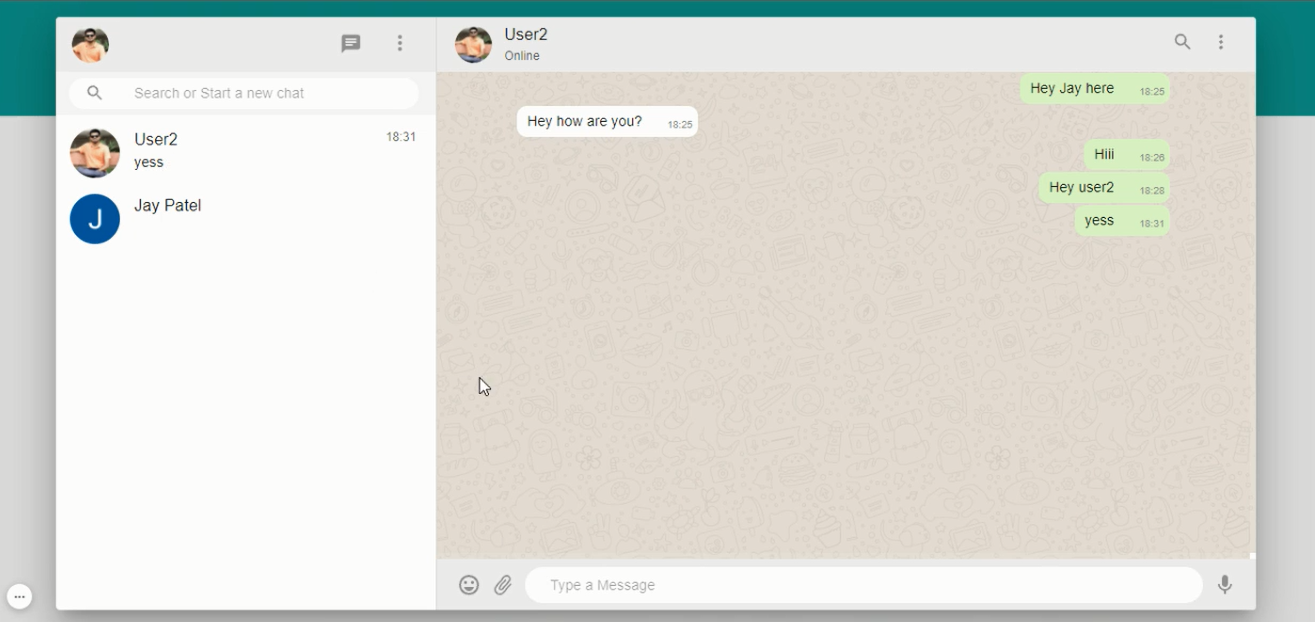 Search or Start a new chat
User2
18:31
yess
J
Jay Patel
User2
Online
Hey Jay here 18:25
Hey how are you? 18:25
Hiii 18:26
Hey user2 18:28
yess 18:31
Type a Message